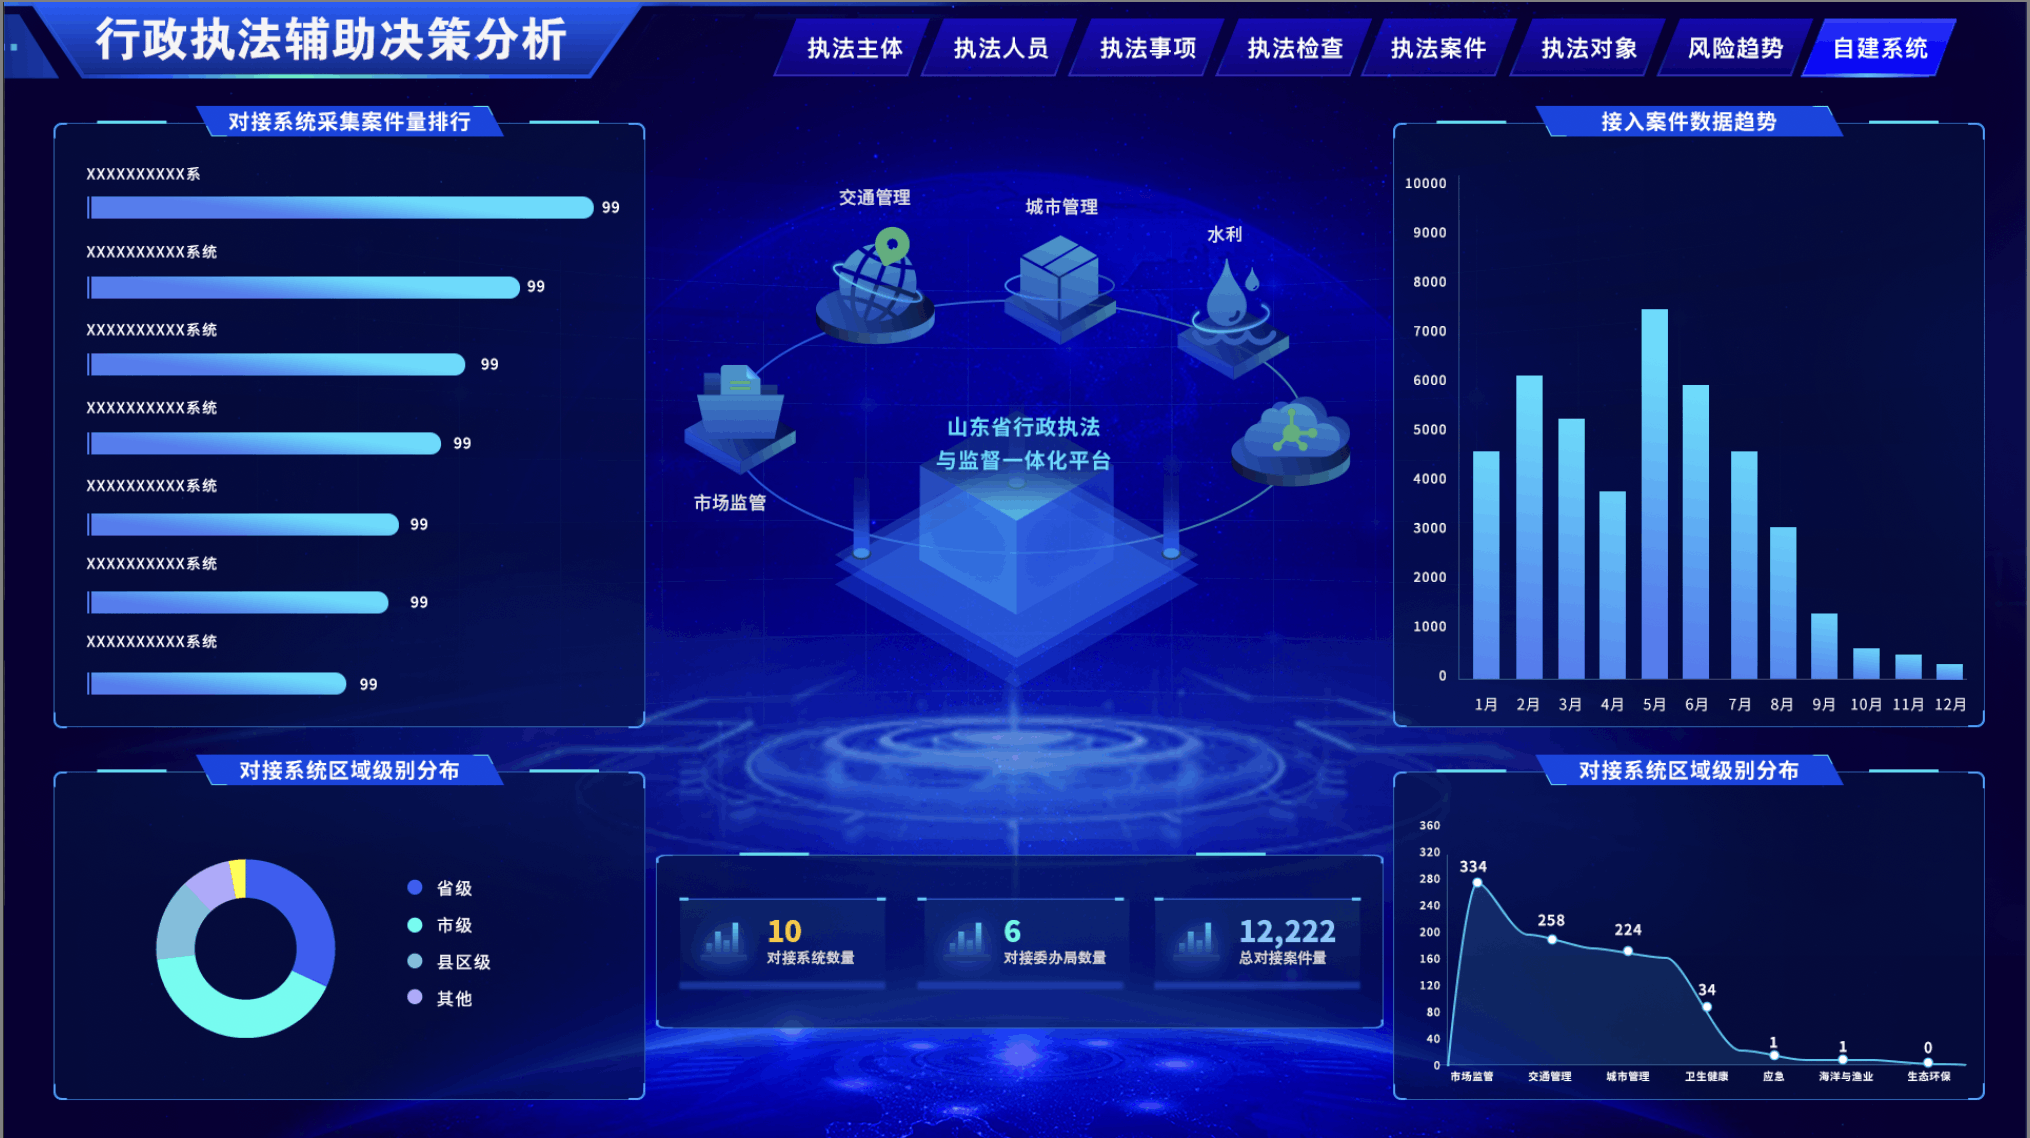 行政执法辅助决策分析
执法主体
执法人员
执法事项
执法检查
执法案件
执法对象
风险趋势
自建系统
对接系统采集案件量排行
XXXXXXXXXX系
99
XXXXXXXXXX系统
99
XXXXXXXXXX系统
99
XXXXXXXXXX系统
99
XXXXXXXXXX系统
99
XXXXXXXXXX系统
99
XXXXXXXXXX系统
99
对接系统区域级别分布
省级
市级
县区级
其他
交通管理
城市管理
水利
市场监管
山东省行政执法
与监督一体化平台
10
对接系统数量
6
对接委办局数量
12,222
总对接案件量
接入案件数据趋势
10000
9000
8000
7000
6000
5000
4000
3000
2000
1000
0
1月 2月 3月 4月 5月 6月 7月 8月 9月 10月 11月 12月
对接系统区域级别分布
360
320
280
240
200
160
120
80
40
0
334
258
224
34
1
1
0
市场监管 交通管理 城市管理 卫生健康 应急 海洋与渔业 生态环保